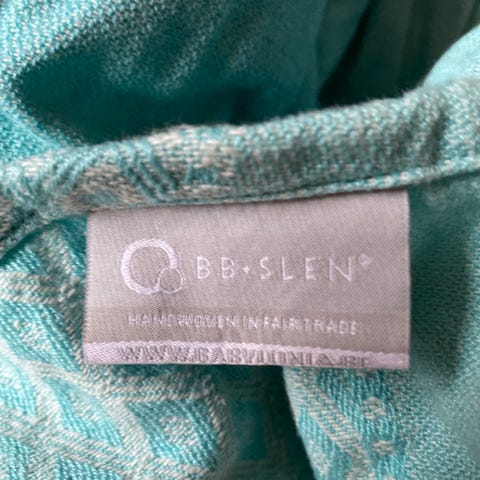 BB·SLEN®
HANDWOVEN IN FAIR TRADE
WWW.BABYLONIA.BE